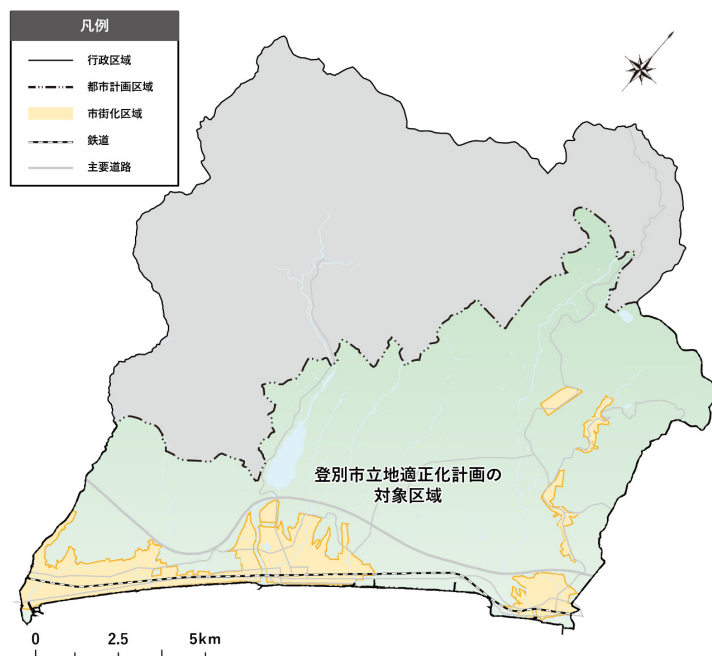 凡例
行政区域
都市計画区域
市街化区域
鉄道
主要道路
登別市立地適正化計画の
対象区域
0 2.5 5km